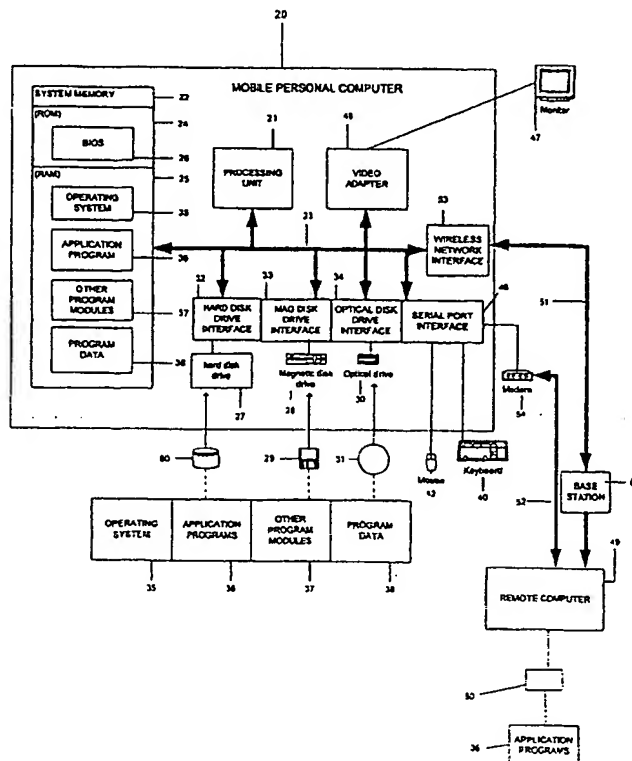 20
MOBILE PERSONAL COMPUTER
SYSTEM MEMORY
22
(ROM)
24
BIOS
26
(RAM)
25
OPERATING
SYSTEM
35
APPLICATION
PROGRAM
36
OTHER
PROGRAM
MODULES
37
PROGRAM
DATA
38
21
PROCESSING
UNIT
48
VIDEO
ADAPTER
Monitor
47
23
53
WIRELESS
NETWORK
INTERFACE
32
HARD DISK
DRIVE
INTERFACE
33
MAG DISK
DRIVE
INTERFACE
34
OPTICAL DISK
DRIVE
INTERFACE
SERIAL PORT
INTERFACE
46
hard disk
drive
27
Magnetic disk
drive
28
Optical drive
30
51
Modem
54
60
29
31
Mouse
42
Keyboard
40
52
BASE
STATION
6
OPERATING
SYSTEM
APPLICATION
PROGRAMS
OTHER
PROGRAM
MODULES
PROGRAM
DATA
35
36
37
38
49
REMOTE COMPUTER
50
APPLICATION
PROGRAMS
36